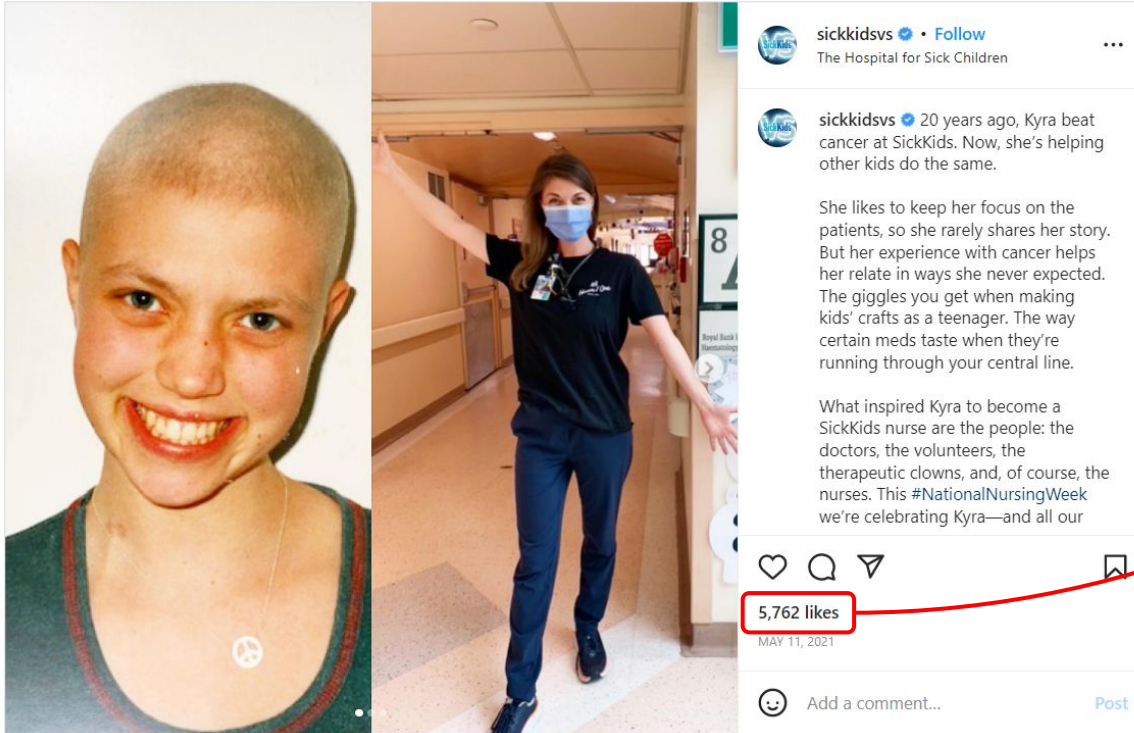 sickkidsvs • Follow
The Hospital for Sick Children
sickkidsvs 20 years ago, Kyra beat
cancer at SickKids. Now, she's helping
other kids do the same.
She likes to keep her focus on the
patients, so she rarely shares her story.
But her experience with cancer helps
her relate in ways she never expected.
The giggles you get when making
kids' crafts as a teenager. The way
certain meds taste when they're
running through your central line.
What inspired Kyra to become a
SickKids nurse are the people: the
doctors, the volunteers, the
therapeutic clowns, and, of course, the
nurses. This #NationalNursingWeek
we're celebrating Kyra—and all our
5,762 likes
MAY 11, 2021
Add a comment... Post
8
Royal Bank
Haematology